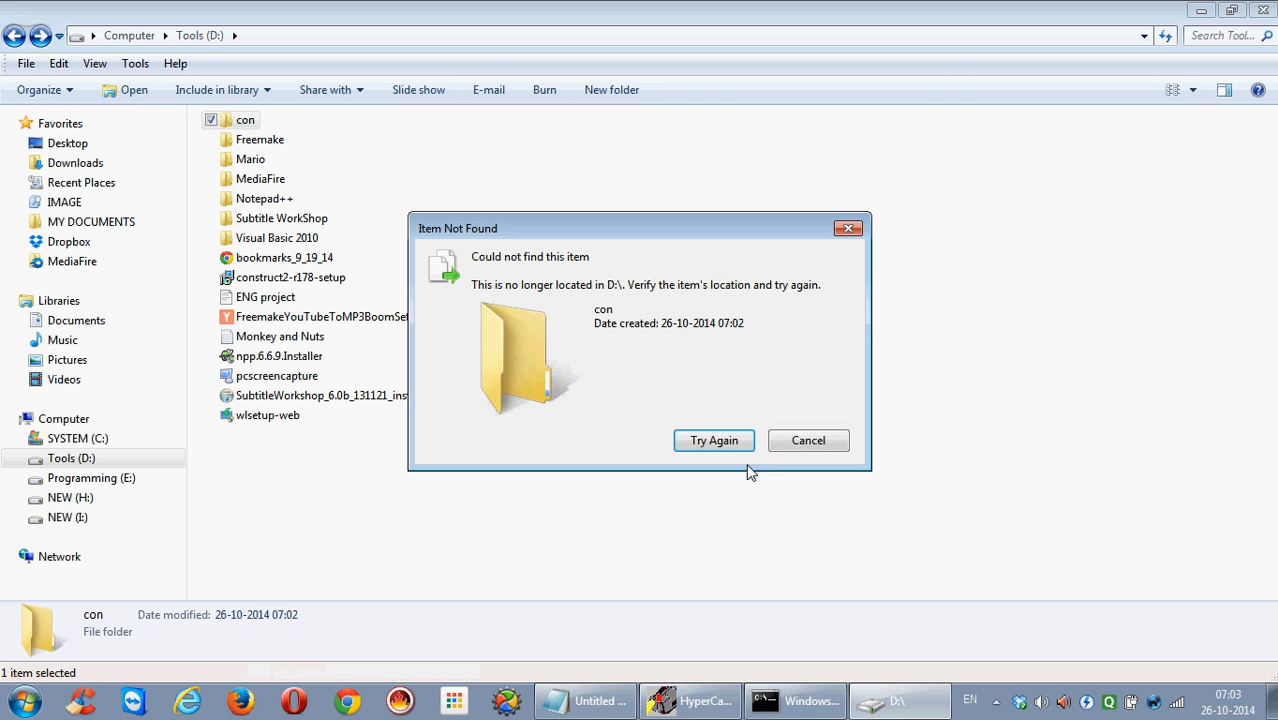 Computer Tools (D:)
Search Tool...
File Edit View Tools Help
Organize Open Include in library Share with Slide show E-mail Burn New folder
Favorites
Desktop
Downloads
Recent Places
IMAGE
MY DOCUMENTS
Dropbox
MediaFire
Libraries
Documents
Music
Pictures
Videos
Computer
SYSTEM (C:)
Tools (D:)
Programming (E:)
NEW (H:)
NEW (I:)
Network
con
Freemake
Mario
MediaFire
Notepad++
Subtitle WorkShop
Visual Basic 2010
bookmarks_9_19_14
construct2-r178-setup
ENG project
FreemakeYouTubeToMP3BoomSet
Monkey and Nuts
npp.6.6.9.Installer
pcscreencapture
SubtitleWorkshop_6.0b_131121_inst
wlsetup-web
Item Not Found
Could not find this item
This is no longer located in D:\. Verify the item's location and try again.
con
Date created: 26-10-2014 07:02
Try Again Cancel
con Date modified: 26-10-2014 07:02
File folder
1 item selected
Untitled ... HyperCa... Windows... D:\ EN 07:03
26-10-2014